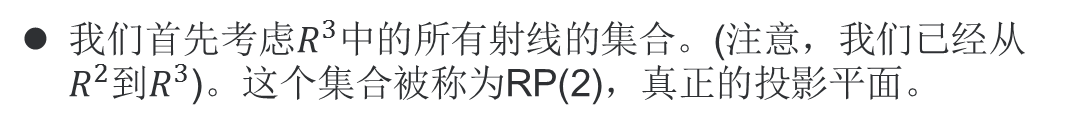 ● 我们首先考虑R³中的所有射线的集合。(注意，我们已经从
R²到R³)。这个集合被称为RP(2)，真正的投影平面。